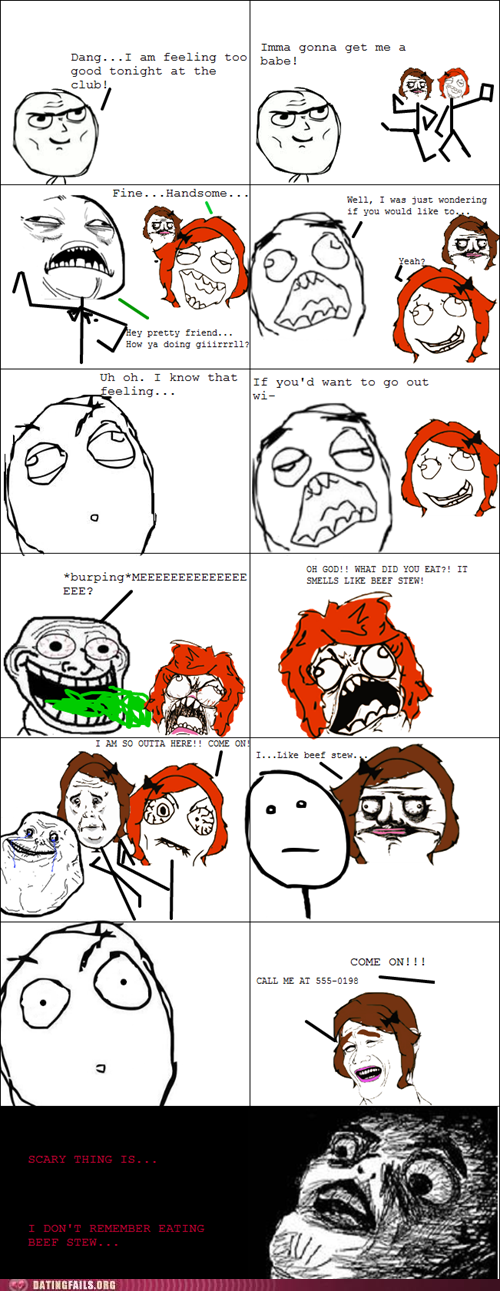 Dang...I am feeling too
good tonight at the
club!
Imma gonna get me a
babe!
Fine...Handsome...
Hey pretty friend...
How ya doing giiirrrll?
Well, I was just wondering
if you would like to...
Yeah?
Uh oh. I know that
feeling...
If you'd want to go out
wi-
*burping*MEEEEEEEEEEEEEE
EEE?
OH GOD!! WHAT DID YOU EAT?! IT
SMELLS LIKE BEEF STEW!
I AM SO OUTTA HERE!! COME ON!
I...Like beef stew...
COME ON!!!
CALL ME AT 555-0198
SCARY THING IS...
I DON'T REMEMBER EATING
BEEF STEW...
DATINGFAILS.ORG